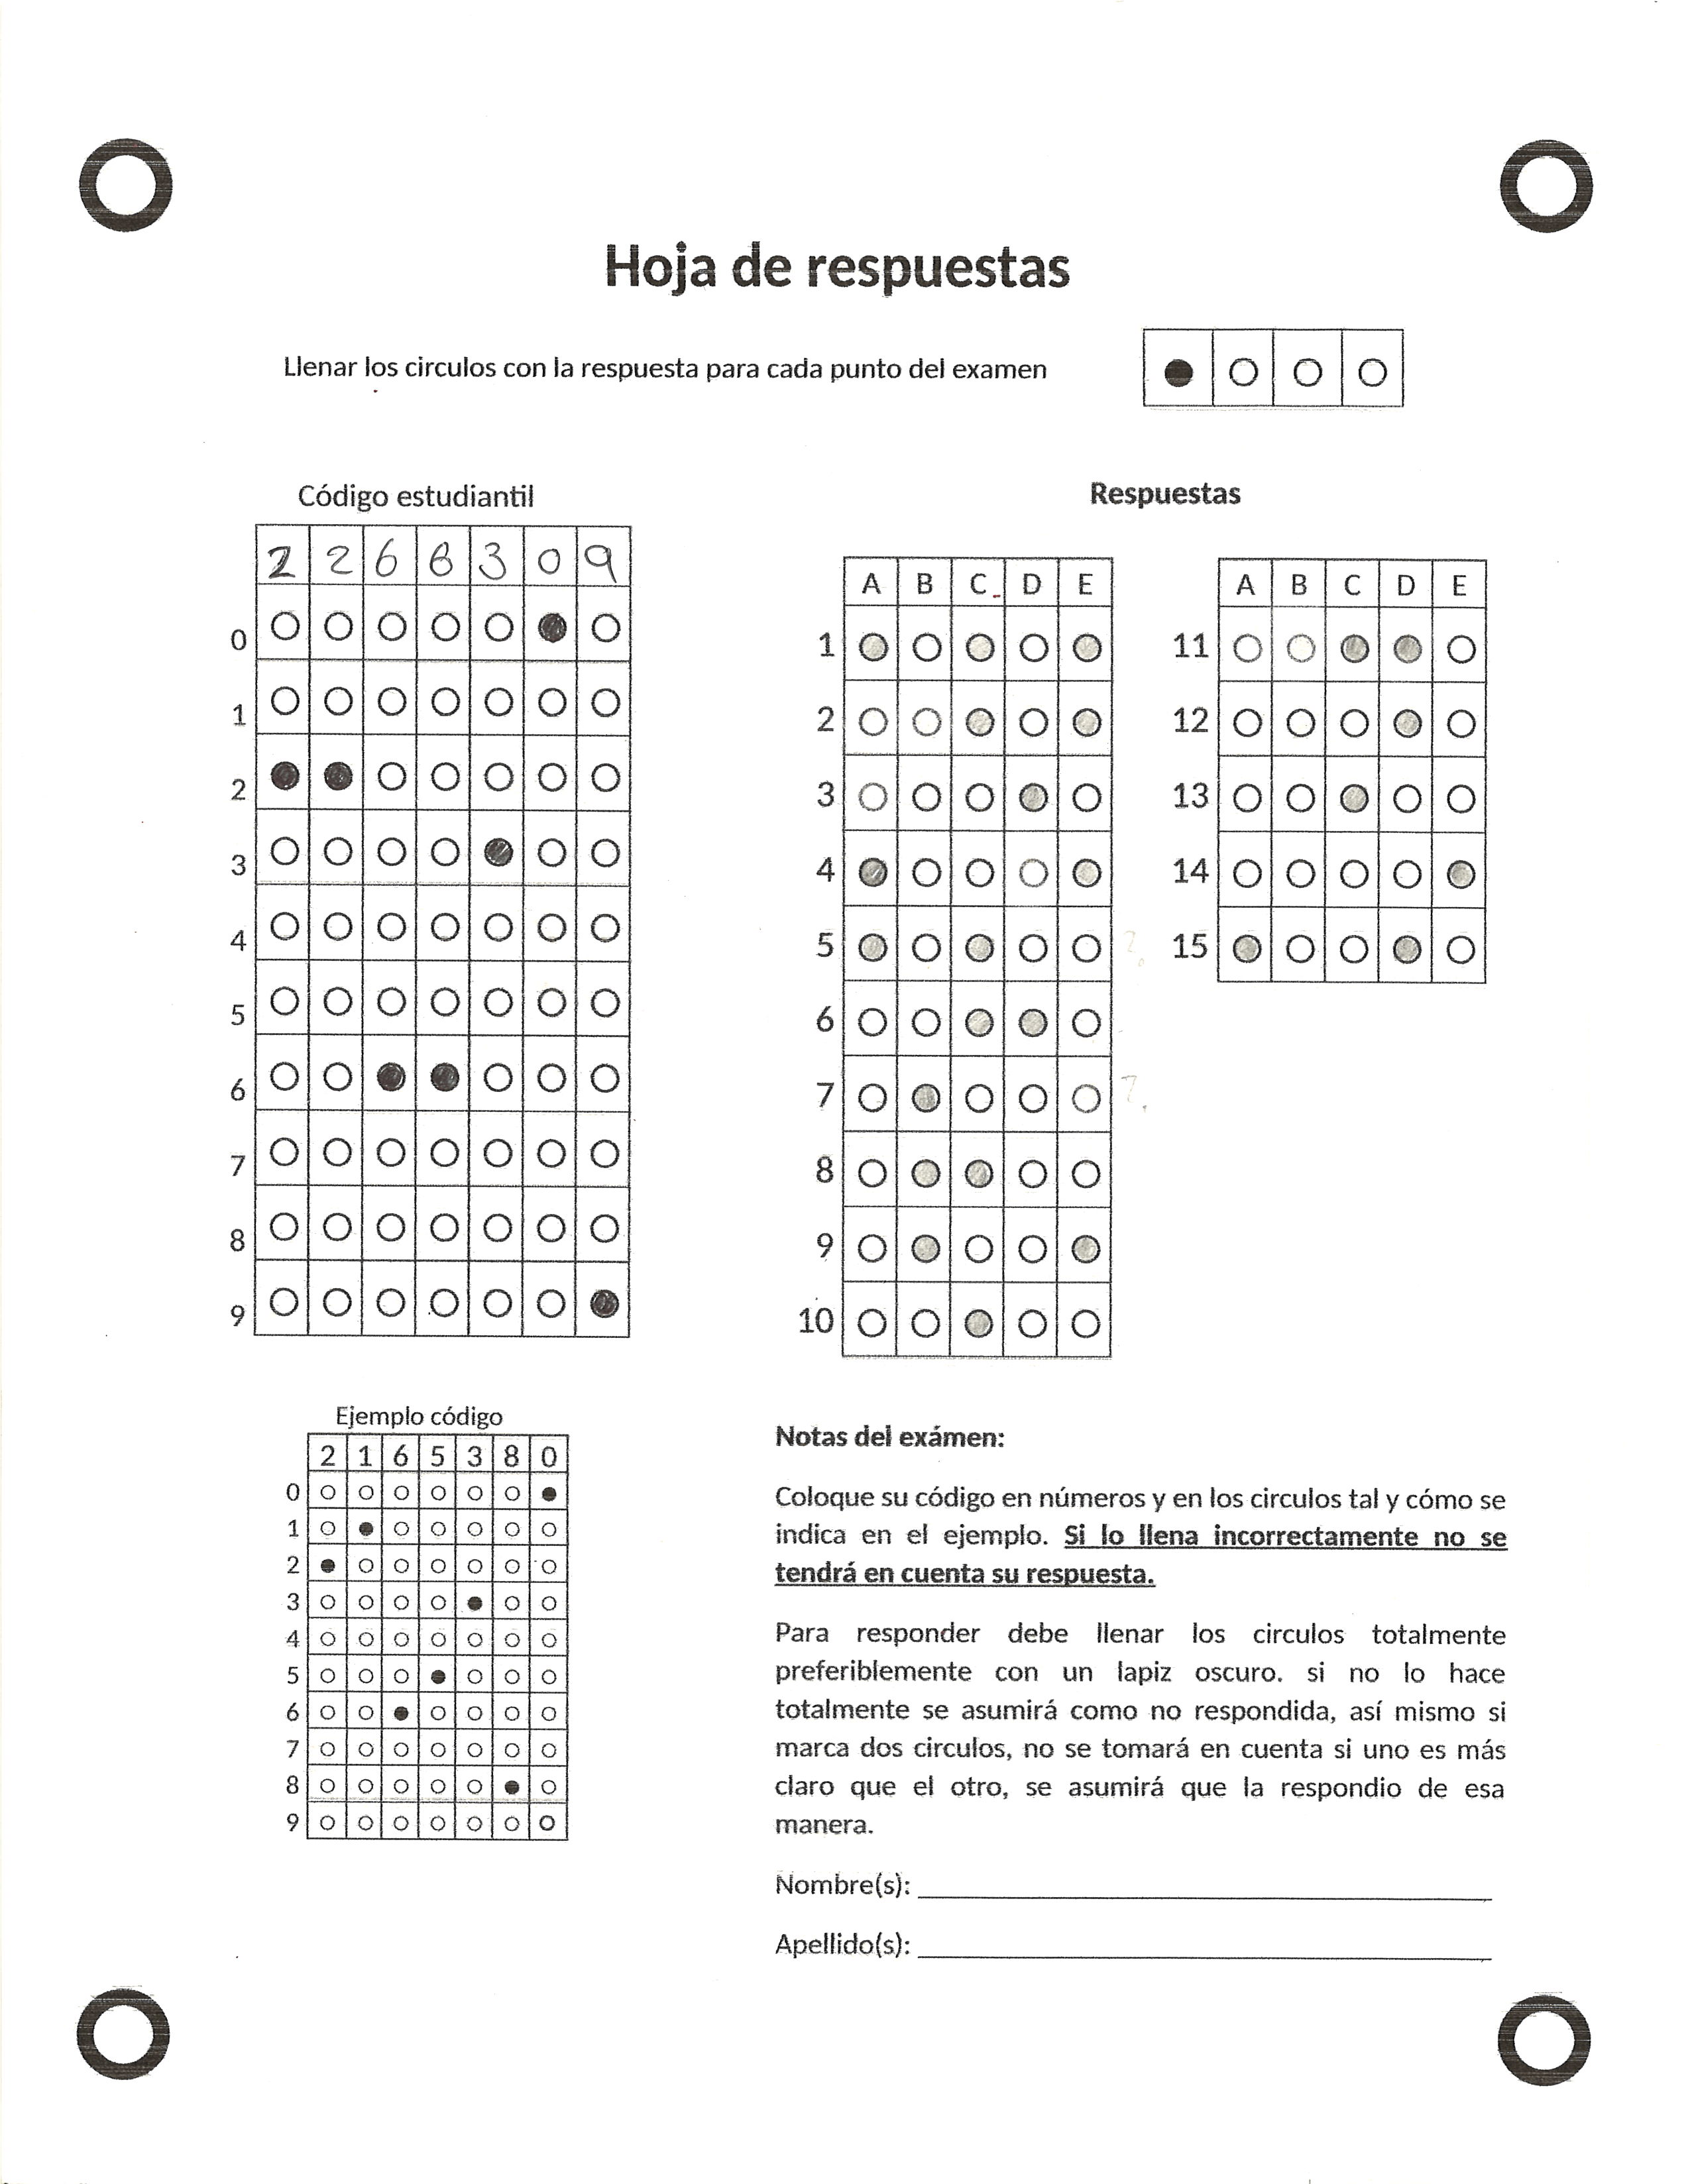 Hoja de respuestas
Llenar los circulos con la respuesta para cada punto del examen
Código estudiantil
2 2 6 6 3 0 9
0
1
2
3
4
5
6
7
8
9
Respuestas
A B C D E
1
2
3
4
5 ?
6
7 ?
8
9
10
A B C D E
11
12
13
14
15
Ejemplo código
2 1 6 5 3 8 0
0
1
2
3
4
5
6
7
8
9
Notas del exámen:
Coloque su código en números y en los circulos tal y cómo se
indica en el ejemplo. Si lo llena incorrectamente no se
tendrá en cuenta su respuesta.
Para responder debe llenar los circulos totalmente
preferiblemente con un lapiz oscuro. si no lo hace
totalmente se asumirá como no respondida, así mismo si
marca dos circulos, no se tomará en cuenta si uno es más
claro que el otro, se asumirá que la respondio de esa
manera.
Nombre(s):
Apellido(s):